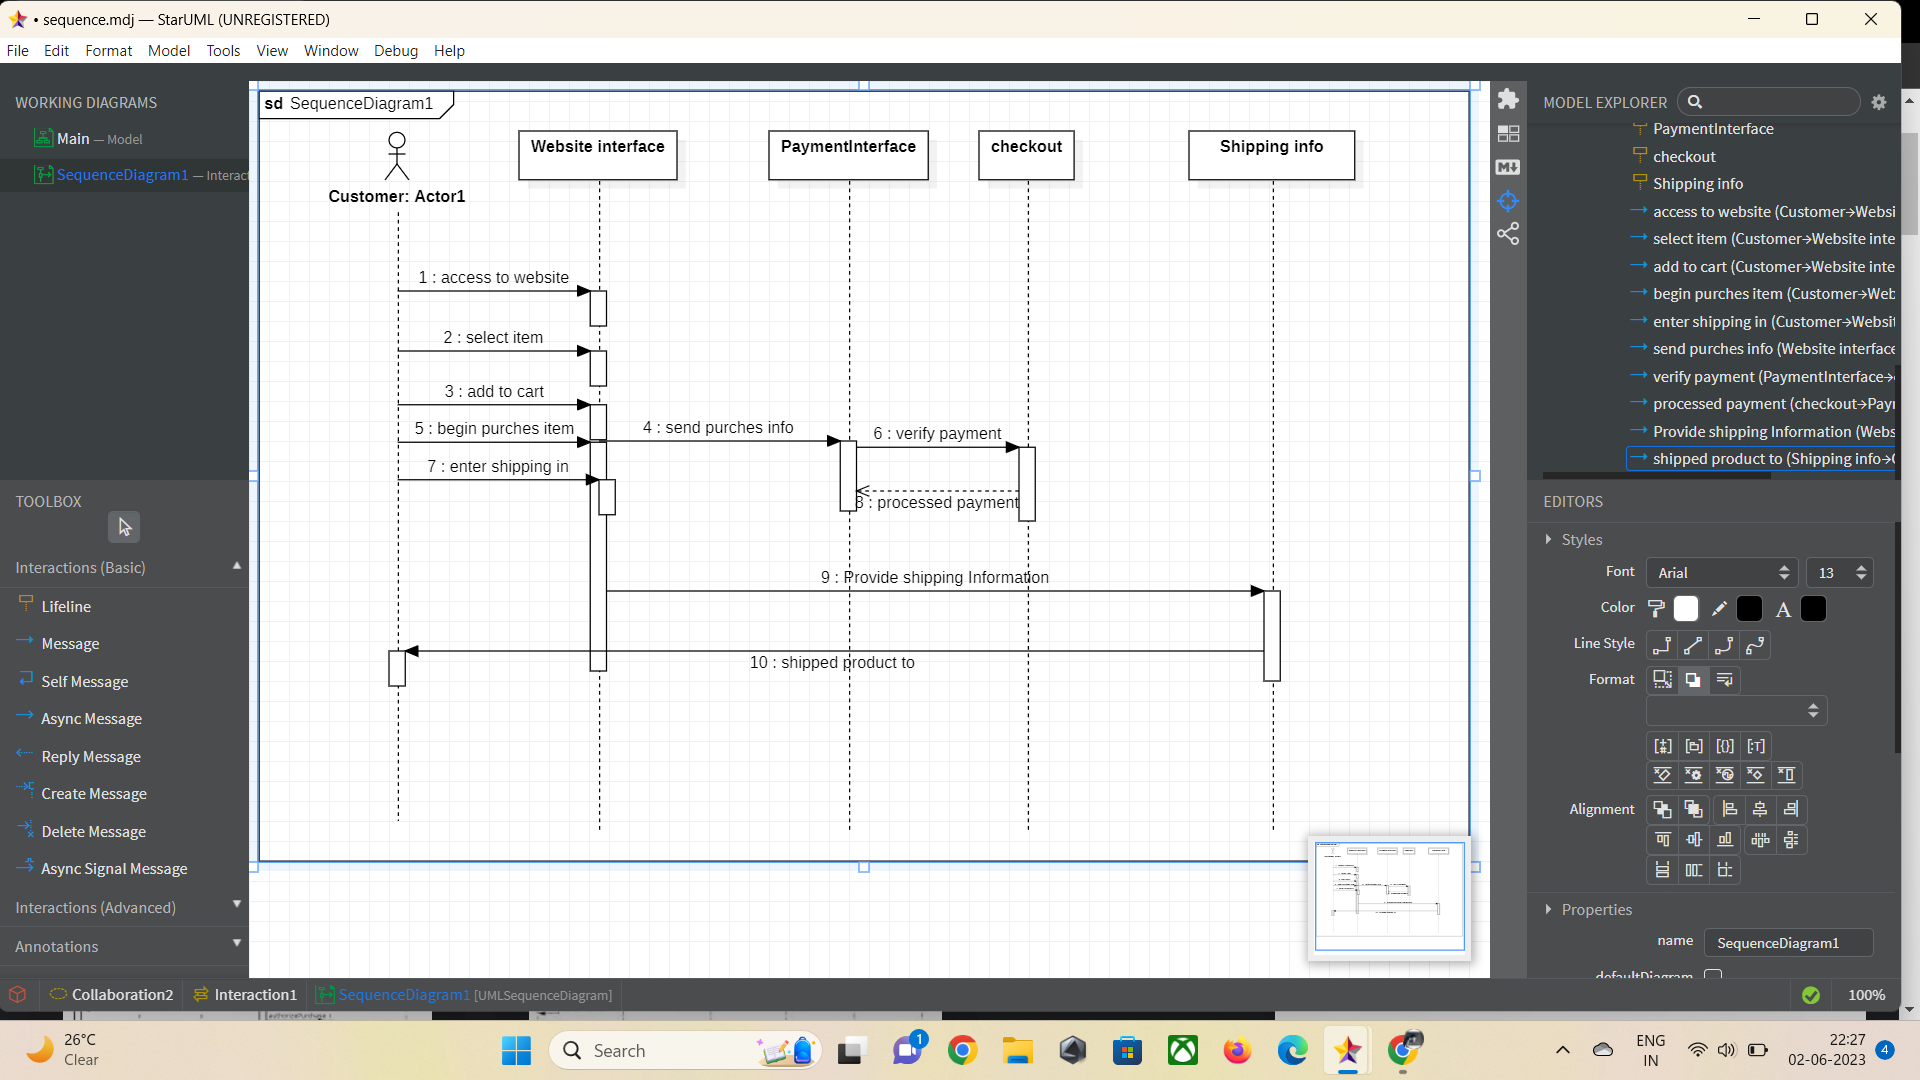 • sequence.mdj — StarUML (UNREGISTERED)
File Edit Format Model Tools View Window Debug Help
WORKING DIAGRAMS
Main — Model
SequenceDiagram1 — Interact
TOOLBOX
Interactions (Basic)
Lifeline
Message
Self Message
Async Message
Reply Message
Create Message
Delete Message
Async Signal Message
Interactions (Advanced)
Annotations
sd SequenceDiagram1
Customer: Actor1
Website interface
PaymentInterface
checkout
Shipping info
1 : access to website
2 : select item
3 : add to cart
5 : begin purches item
4 : send purches info
6 : verify payment
7 : enter shipping in
8 : processed payment
9 : Provide shipping Information
10 : shipped product to
MODEL EXPLORER
PaymentInterface
checkout
Shipping info
access to website (Customer→Websi
select item (Customer→Website inte
add to cart (Customer→Website inte
begin purches item (Customer→Web
enter shipping in (Customer→Websit
send purches info (Website interface
verify payment (PaymentInterface→
processed payment (checkout→Payr
Provide shipping Information (Webs
shipped product to (Shipping info→
EDITORS
Styles
Font Arial 13
Color A
Line Style
Format
Alignment
Properties
name SequenceDiagram1
defaultDiagram
Collaboration2 Interaction1 SequenceDiagram1 [UMLSequenceDiagram] 100%
26°C
Clear
Search
1
ENG
IN
22:27
02-06-2023
4